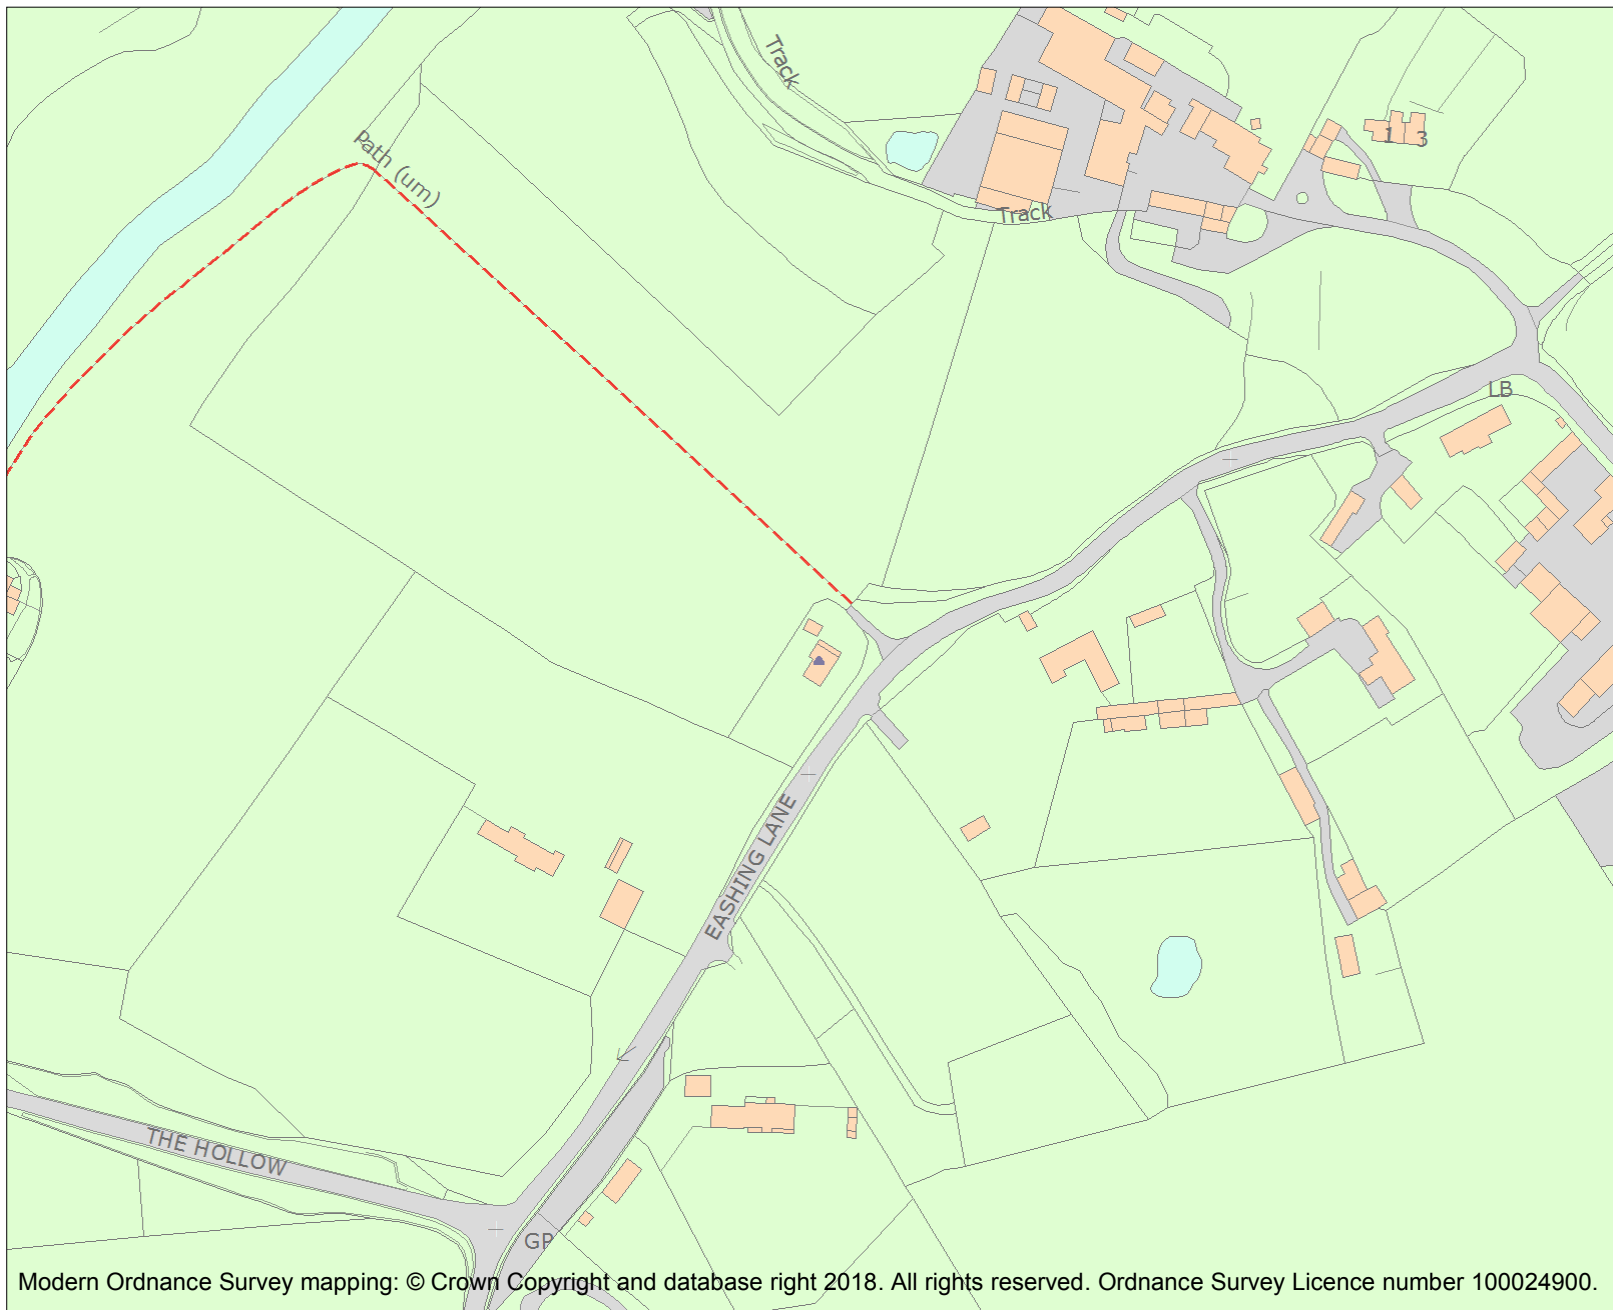 Track
Path (um)
1 3
Track
LB
EASHING LANE
THE HOLLOW
GP
Modern Ordnance Survey mapping: © Crown Copyright and database right 2018. All rights reserved. Ordnance Survey Licence number 100024900.